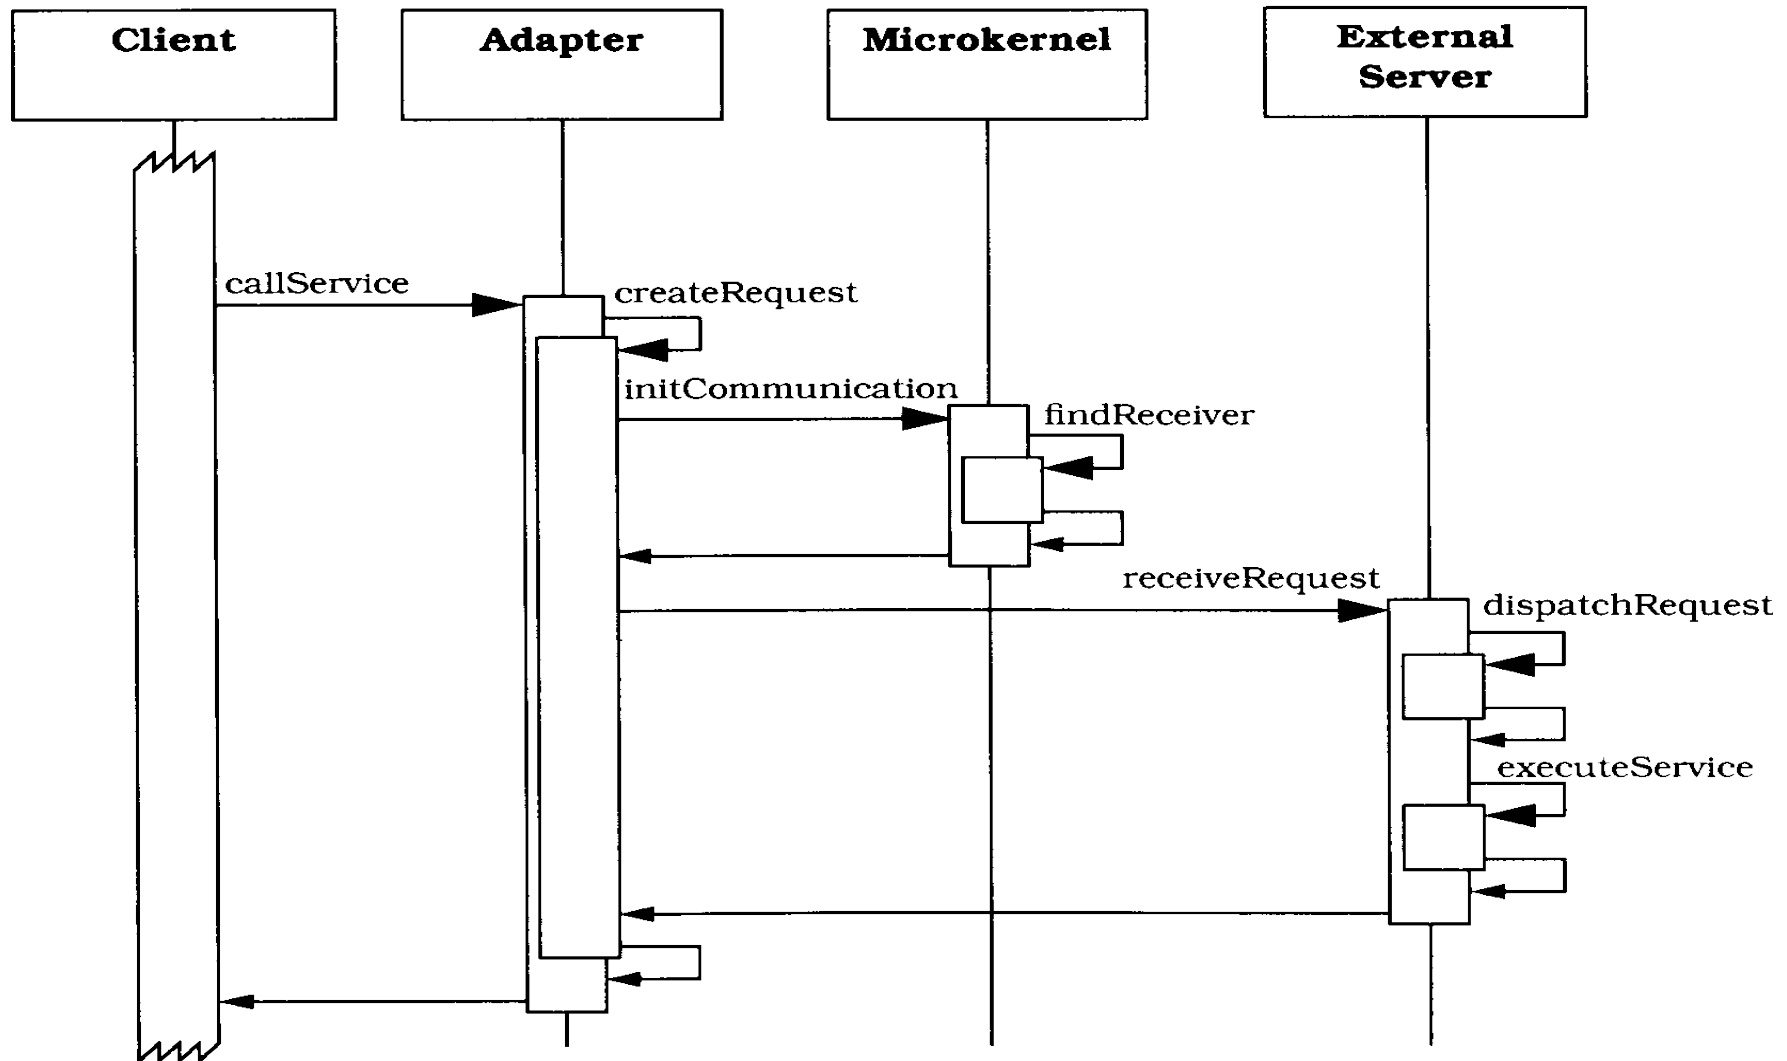 Client
Adapter
Microkernel
External
Server
callService
createRequest
initCommunication
findReceiver
receiveRequest
dispatchRequest
executeService